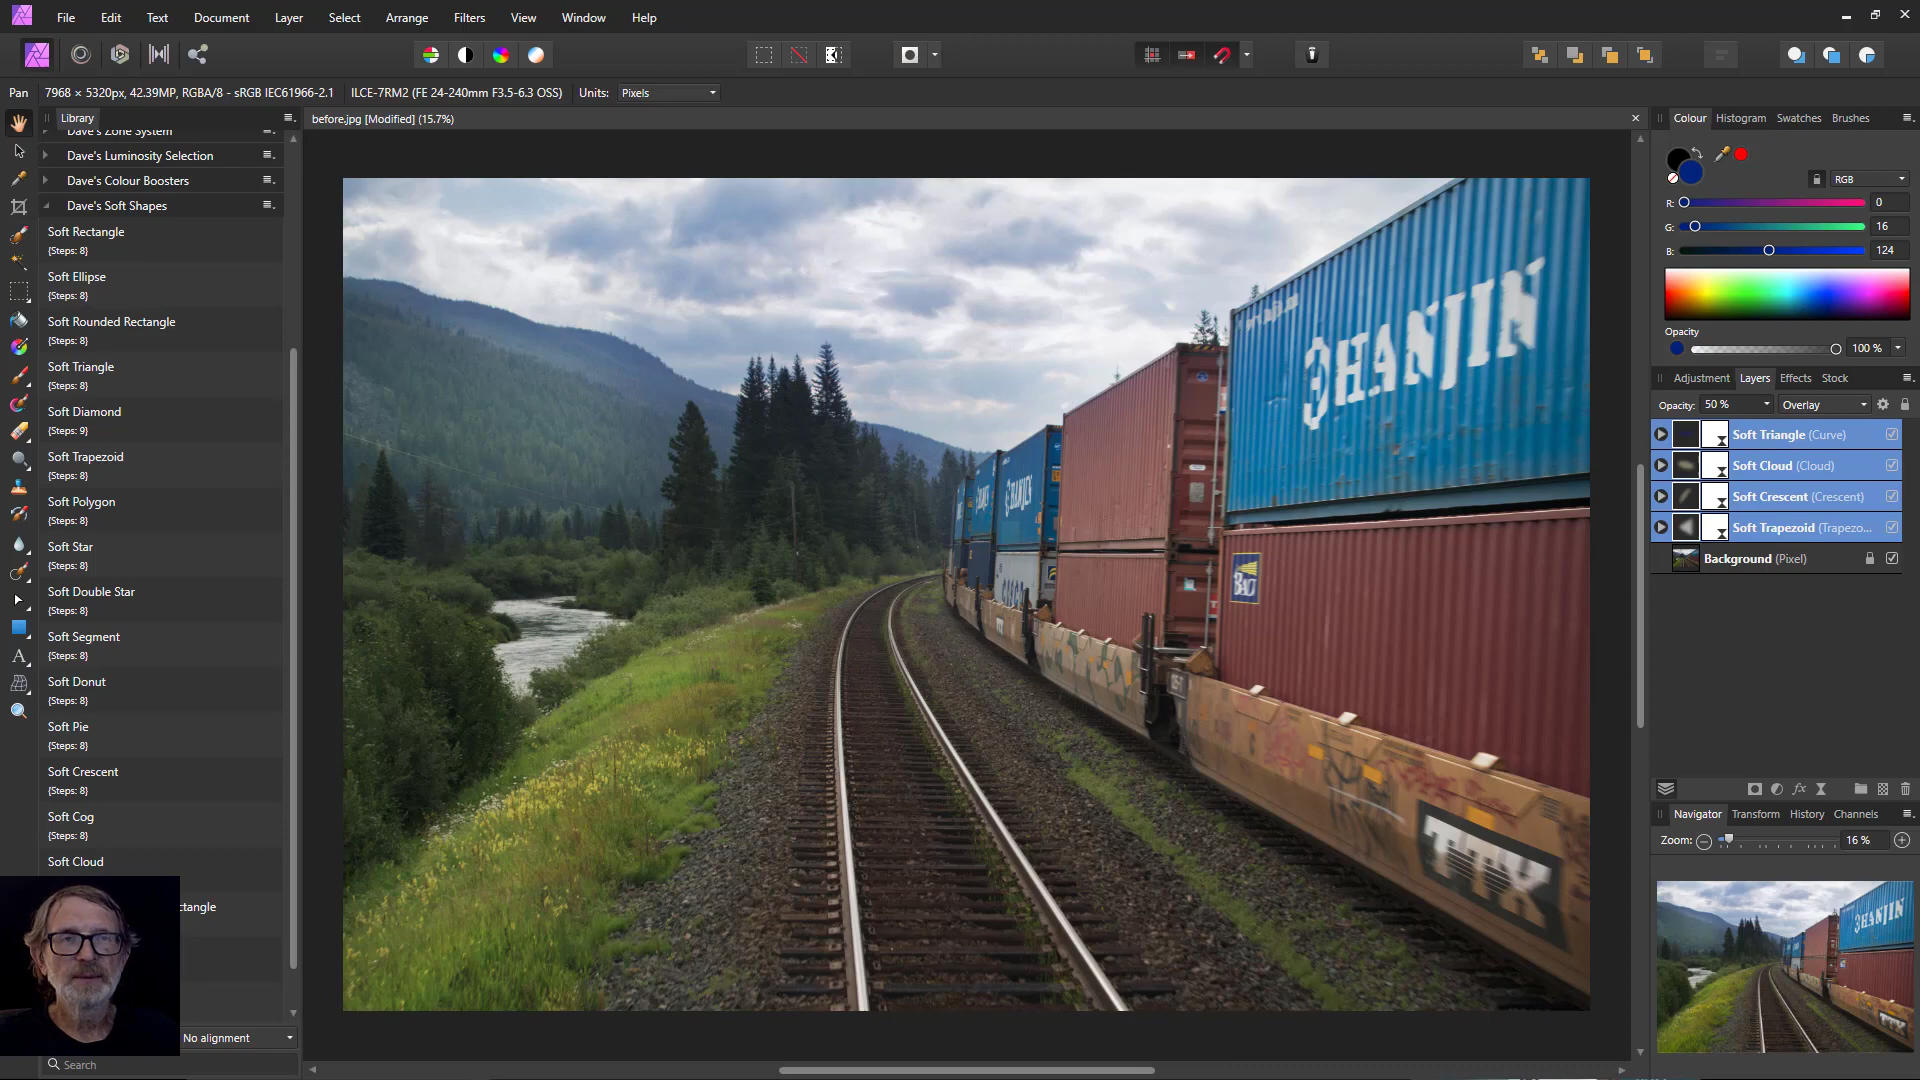 File Edit Text Document Layer Select Arrange Filters View Window Help
Pan 7968 × 5320px, 42.39MP, RGBA/8 - sRGB IEC61966-2.1 ILCE-7RM2 (FE 24-240mm F3.5-6.3 OSS) Units: Pixels
Library
before.jpg [Modified] (15.7%)
Dave's Zone System
Dave's Luminosity Selection
Dave's Colour Boosters
Dave's Soft Shapes
Soft Rectangle
{Steps: 8}
Soft Ellipse
{Steps: 8}
Soft Rounded Rectangle
{Steps: 8}
Soft Triangle
{Steps: 8}
Soft Diamond
{Steps: 9}
Soft Trapezoid
{Steps: 8}
Soft Polygon
{Steps: 8}
Soft Star
{Steps: 8}
Soft Double Star
{Steps: 8}
Soft Segment
{Steps: 8}
Soft Donut
{Steps: 8}
Soft Pie
{Steps: 8}
Soft Crescent
{Steps: 8}
Soft Cog
{Steps: 8}
Soft Cloud
ctangle
No alignment
Search
HANJIN
HANJIN
TTX
Colour Histogram Swatches Brushes
RGB
R: 0
G: 16
B: 124
Opacity
100 %
Adjustment Layers Effects Stock
Opacity: 50 % Overlay
Soft Triangle (Curve)
Soft Cloud (Cloud)
Soft Crescent (Crescent)
Soft Trapezoid (Trapezo...
Background (Pixel)
Navigator Transform History Channels
Zoom: 16 %
HANJIN
TTX